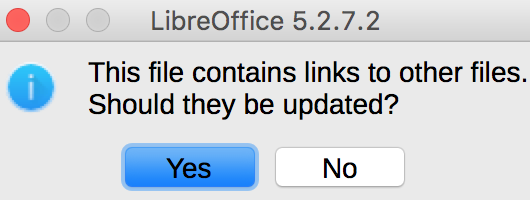 LibreOffice 5.2.7.2
This file contains links to other files.
Should they be updated?
Yes
No